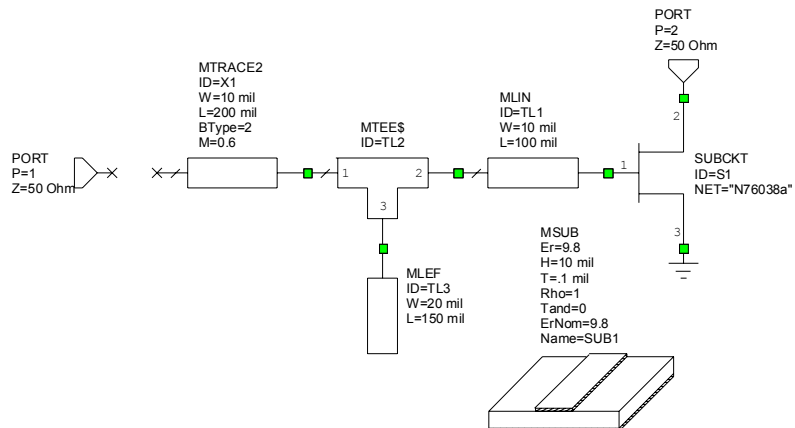 PORT
P=2
Z=50 Ohm
MTRACE2
ID=X1
W=10 mil
L=200 mil
BType=2
M=0.6
MTEE$
ID=TL2
MLIN
ID=TL1
W=10 mil
L=100 mil
2
PORT
P=1
Z=50 Ohm
1
2
3
1
SUBCKT
ID=S1
NET="N76038a"
3
MLEF
ID=TL3
W=20 mil
L=150 mil
MSUB
Er=9.8
H=10 mil
T=.1 mil
Rho=1
Tand=0
ErNom=9.8
Name=SUB1